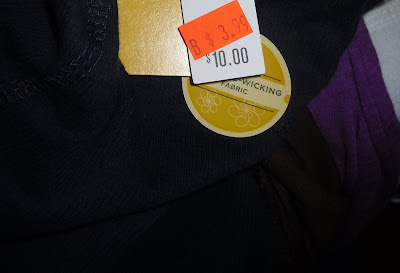 B $ 3.99
$10.00
WICKING
FABRIC